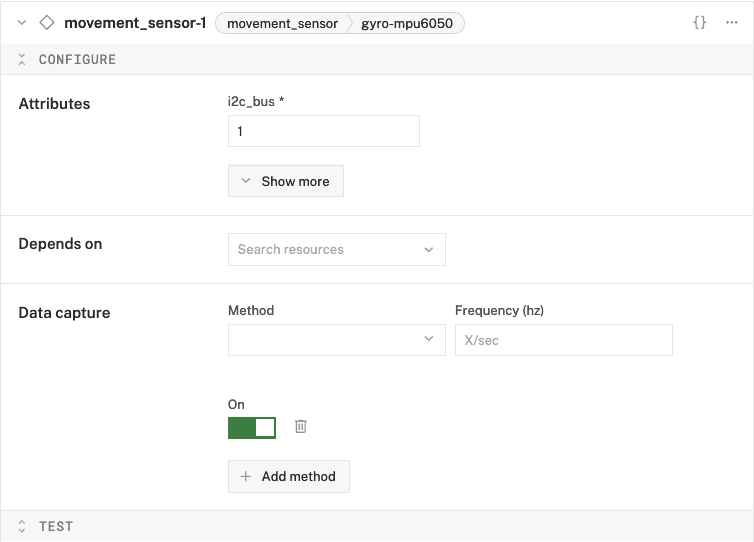 movement_sensor-1 movement_sensor gyro-mpu6050 {} ...
CONFIGURE
Attributes
i2c_bus *
1
Show more
Depends on
Search resources
Data capture
Method
Frequency (hz)
X/sec
On
+ Add method
TEST